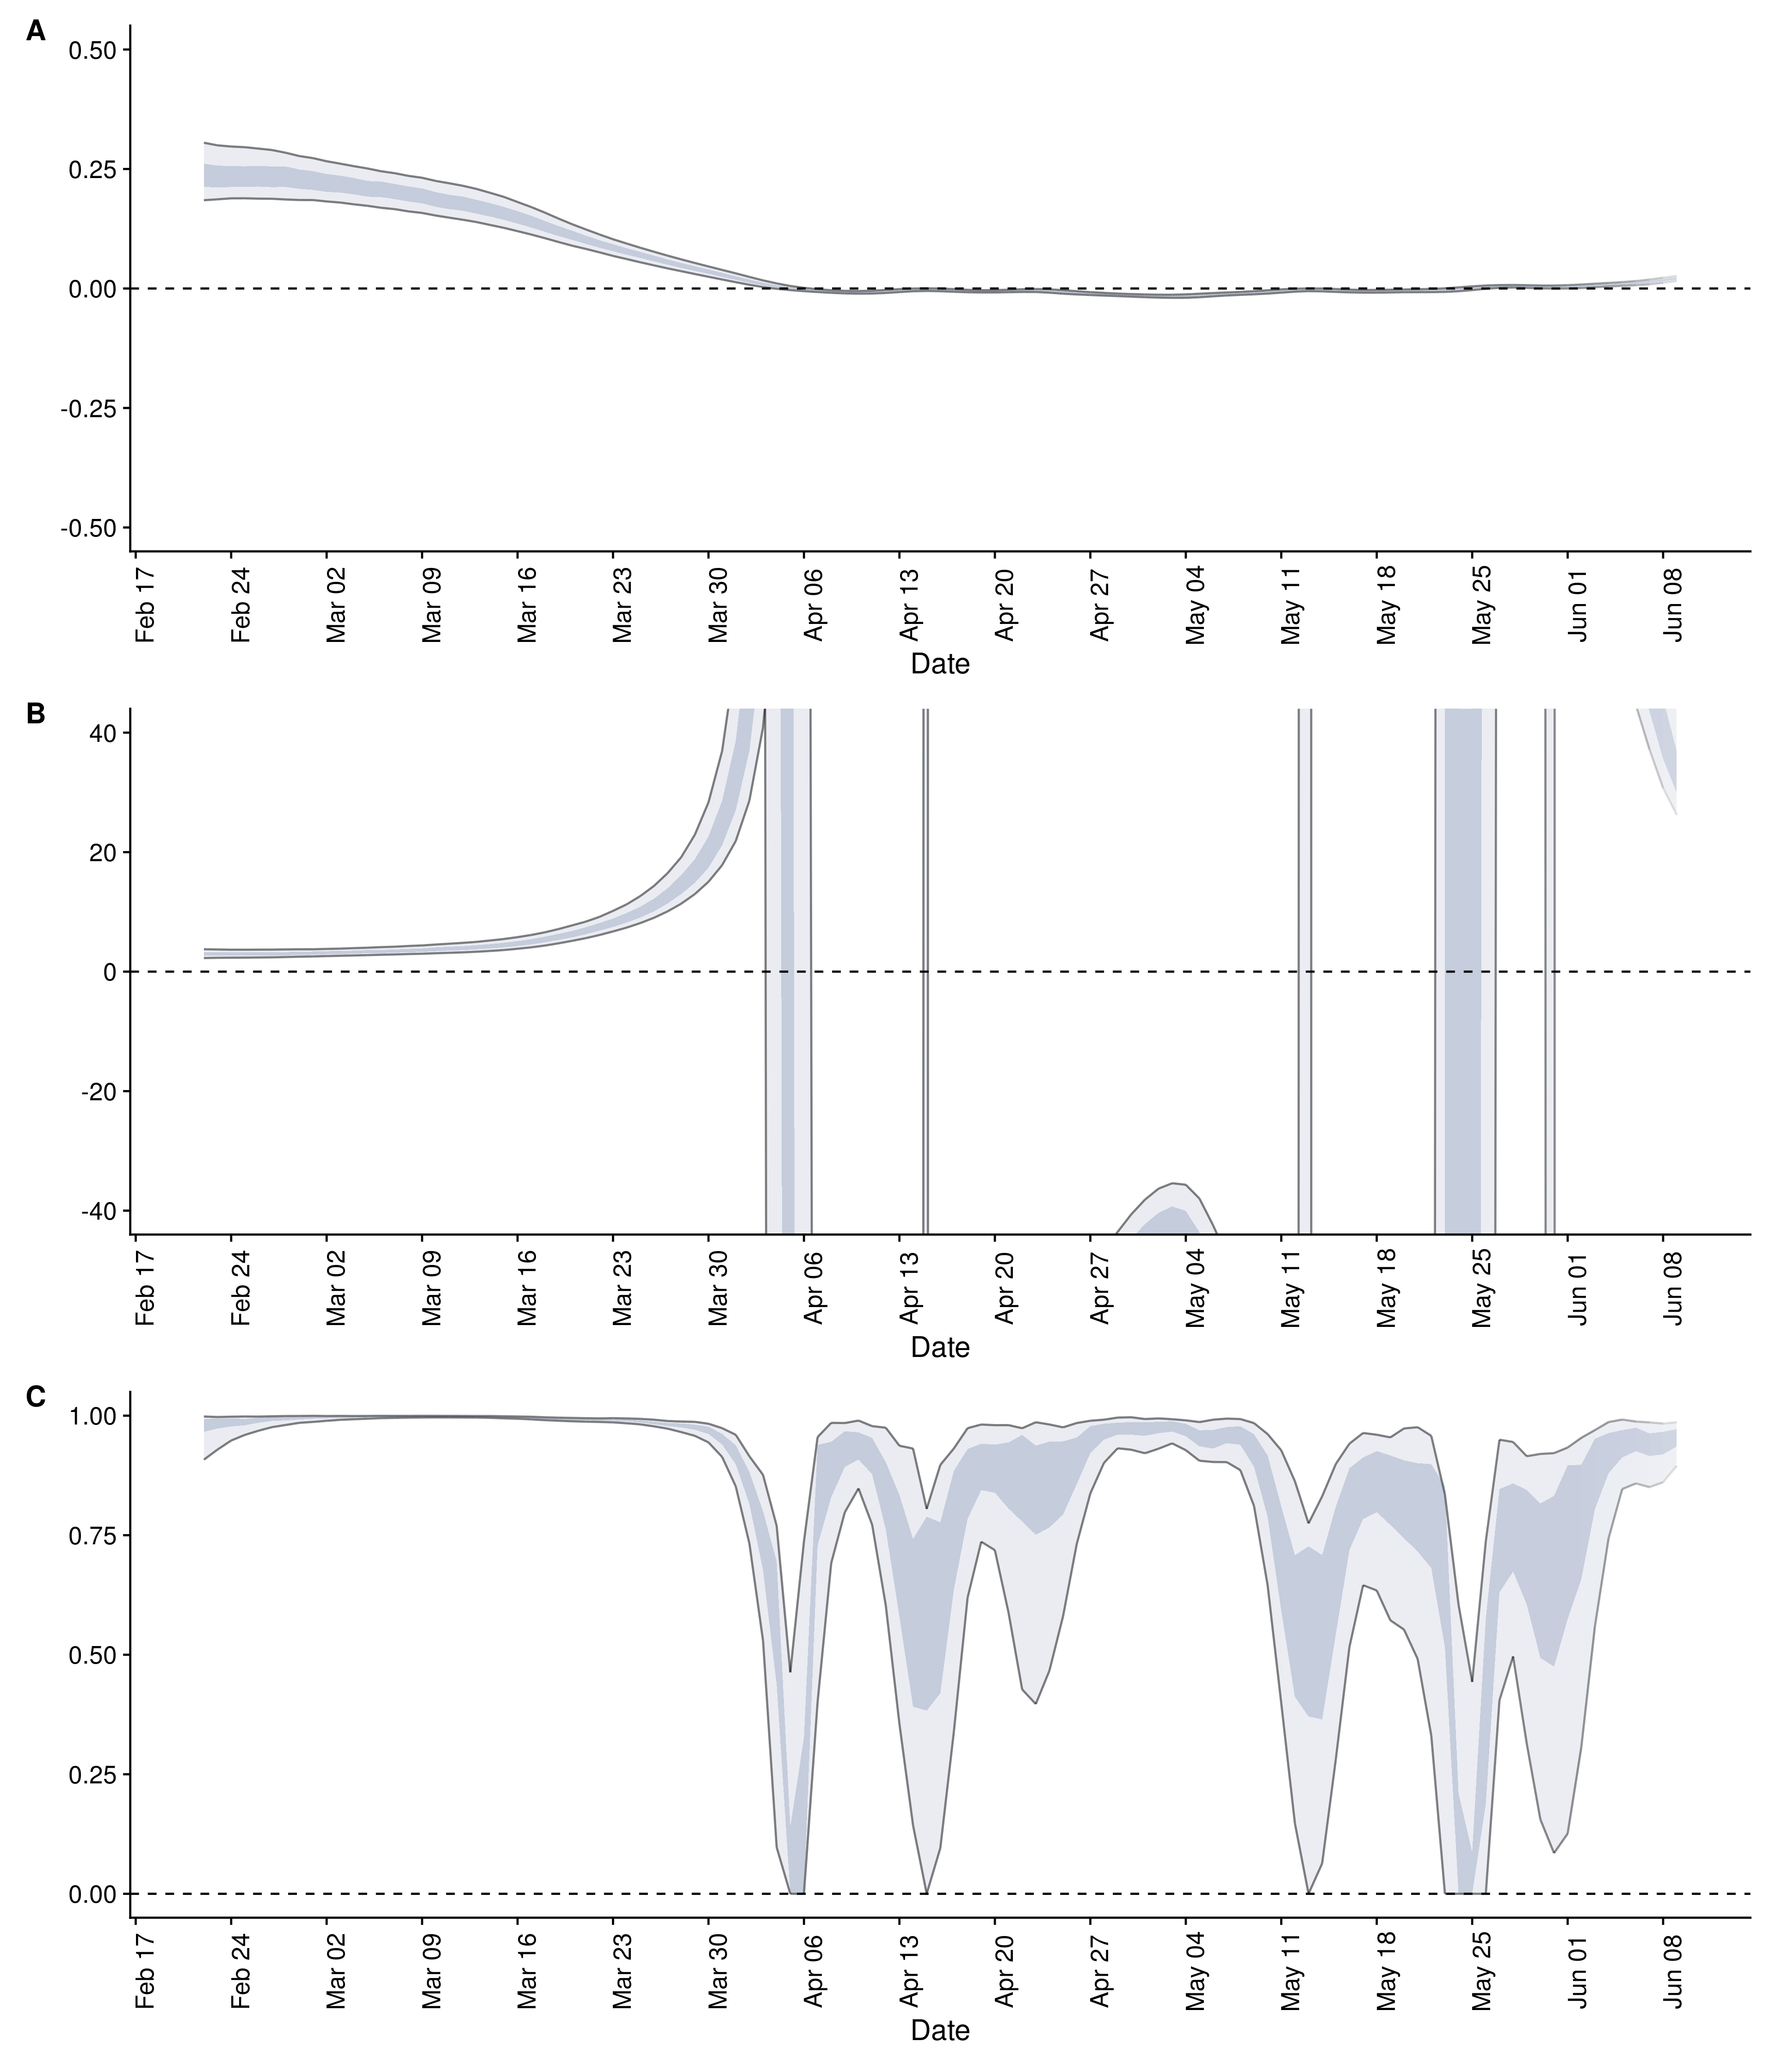 A
0.50
0.25
0.00
-0.25
-0.50
Feb 17
Feb 24
Mar 02
Mar 09
Mar 16
Mar 23
Mar 30
Apr 06
Apr 13
Apr 20
Apr 27
May 04
May 11
May 18
May 25
Jun 01
Jun 08
Date
B
40
20
0
-20
-40
Feb 17
Feb 24
Mar 02
Mar 09
Mar 16
Mar 23
Mar 30
Apr 06
Apr 13
Apr 20
Apr 27
May 04
May 11
May 18
May 25
Jun 01
Jun 08
Date
C
1.00
0.75
0.50
0.25
0.00
Feb 17
Feb 24
Mar 02
Mar 09
Mar 16
Mar 23
Mar 30
Apr 06
Apr 13
Apr 20
Apr 27
May 04
May 11
May 18
May 25
Jun 01
Jun 08
Date